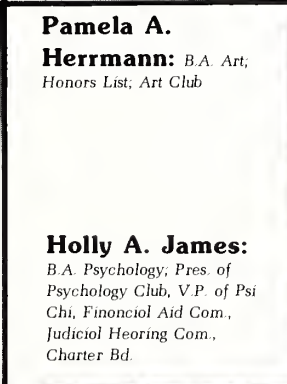 Pamela A.
Herrmann: B.A. Art;
Honors List; Art Club
Holly A. James:
B.A. Psychology; Pres. of
Psychology Club, V.P. of Psi
Chi, Financiol Aid Com.,
Judiciol Heoring Com.,
Charter Bd.